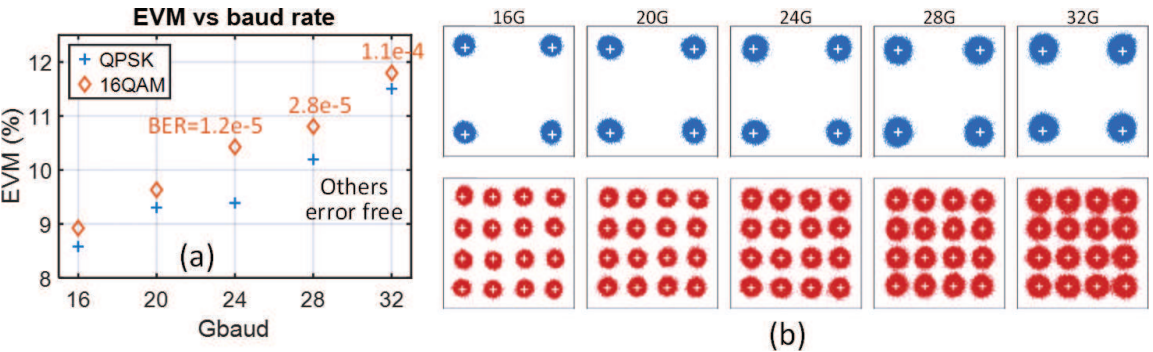 EVM vs baud rate
EVM (%)
12
11
10
9
8
QPSK
16QAM
1.1e-4
2.8e-5
BER=1.2e-5
Others
error free
(a)
16 20 24 28 32
Gbaud
16G 20G 24G 28G 32G
(b)